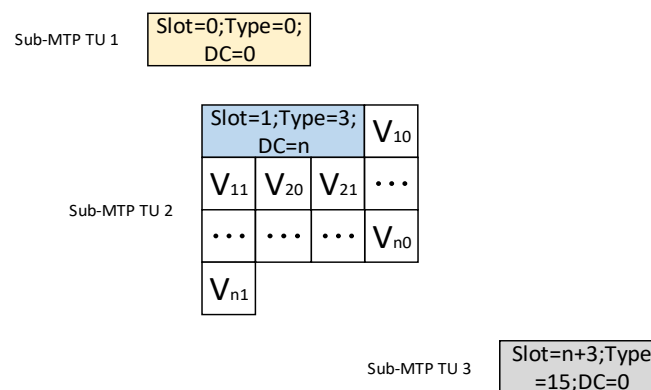 Sub-MTP TU 1
Slot=0;Type=0;
DC=0
Slot=1;Type=3;
DC=n
V10
V11 V20 V21 ···
Sub-MTP TU 2
··· ··· ··· Vn0
Vn1
Sub-MTP TU 3
Slot=n+3;Type
=15;DC=0